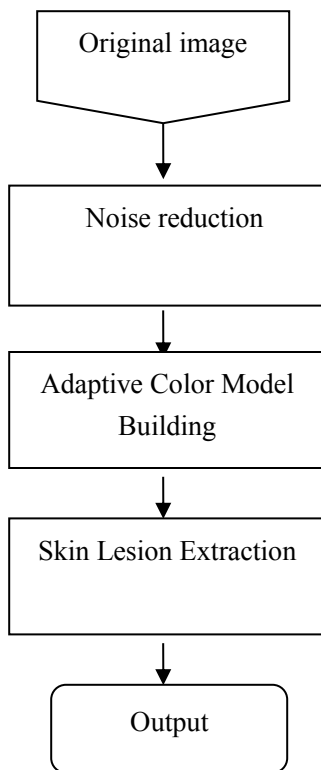 Original image
Noise reduction
Adaptive Color Model
Building
Skin Lesion Extraction
Output